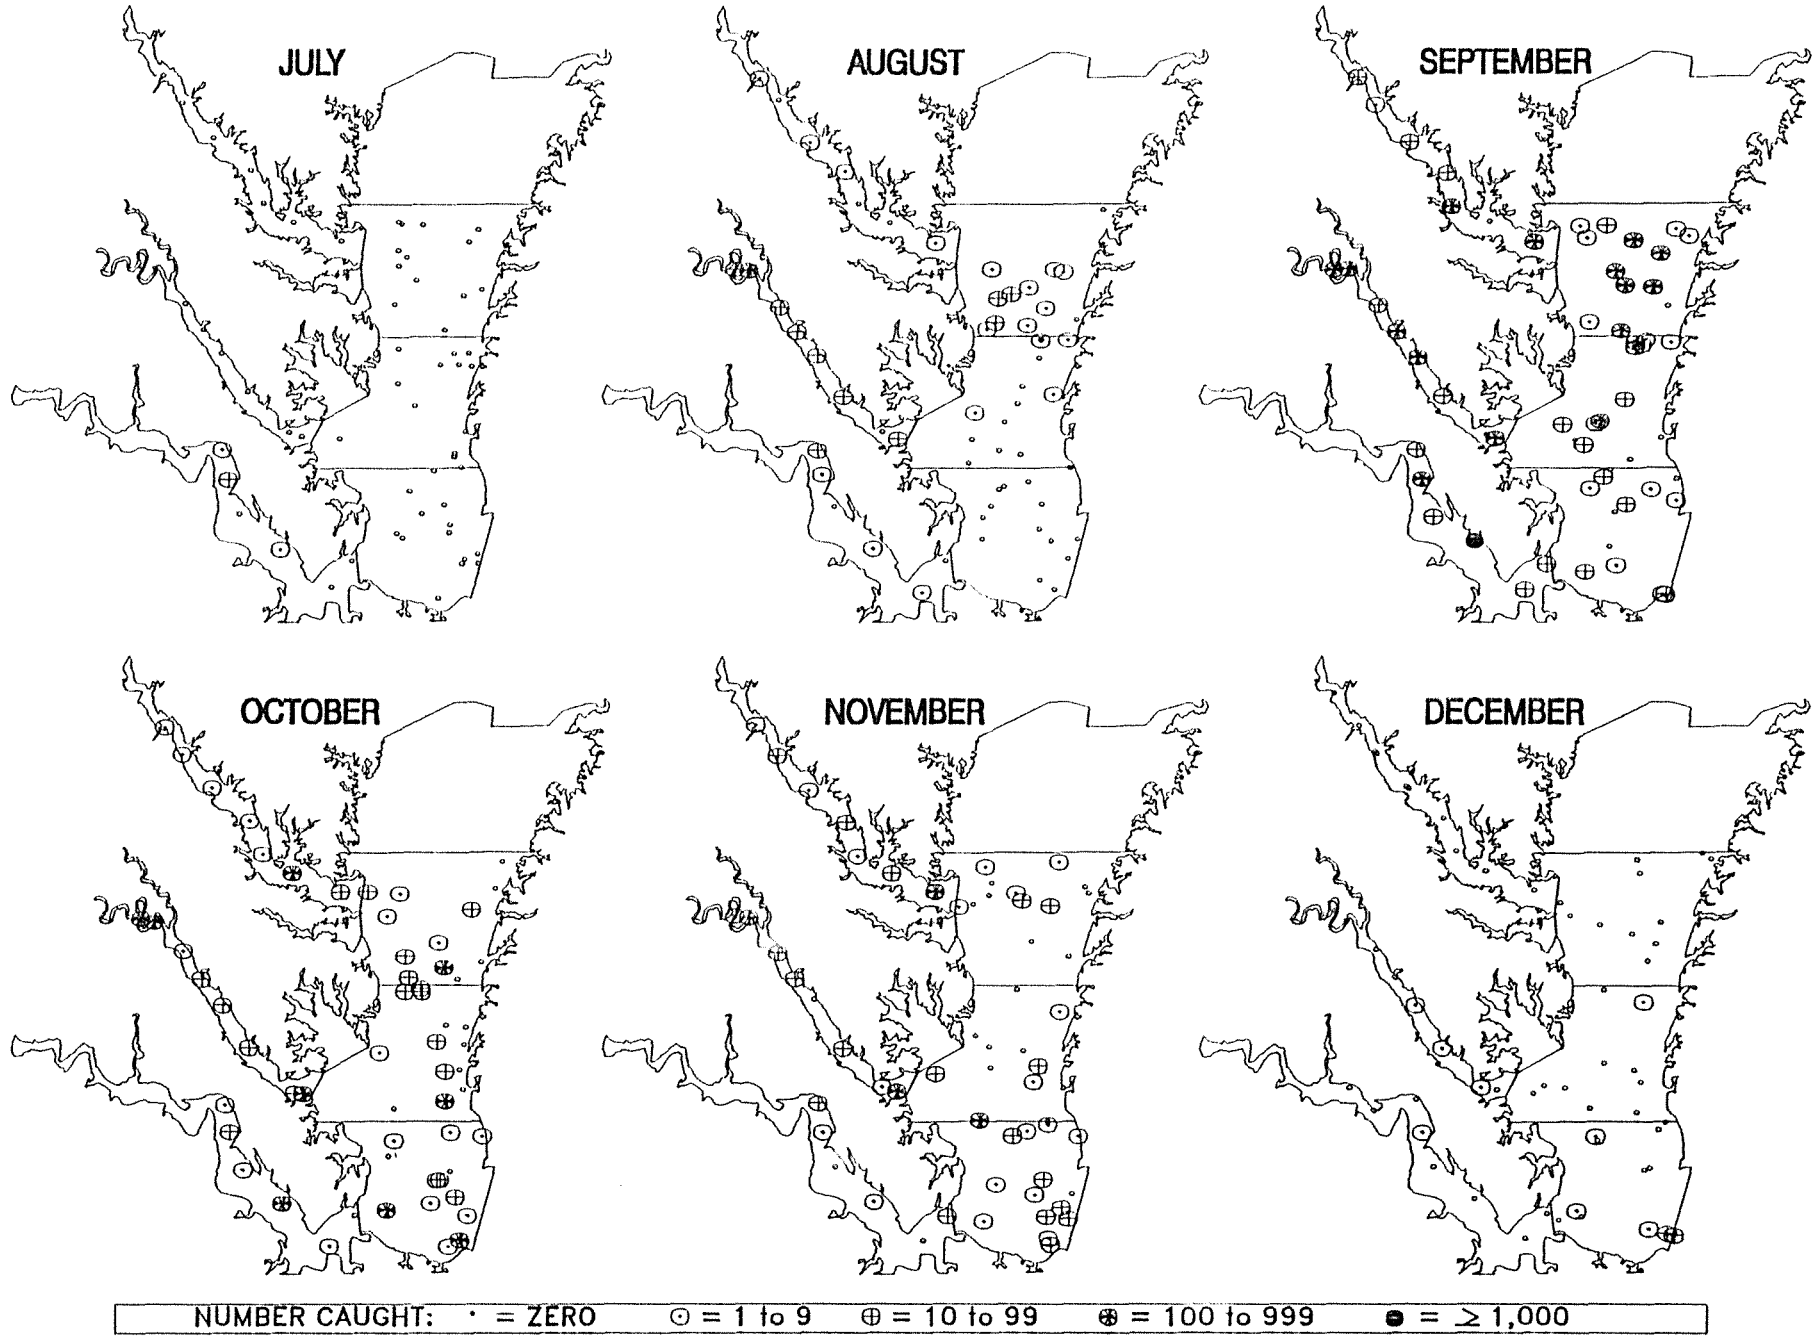 JULY
AUGUST
SEPTEMBER
OCTOBER
NOVEMBER
DECEMBER
NUMBER CAUGHT: · = ZERO ⊙ = 1 to 9 ⊕ = 10 to 99 ⊛ = 100 to 999 ● = ≥ 1,000